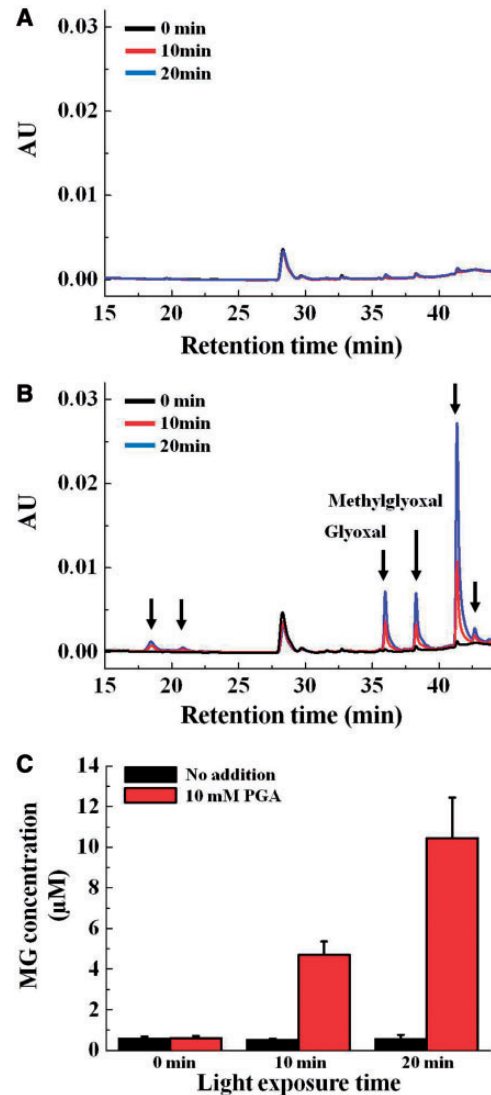 A
0 min
10min
20min
0.03
0.02
0.01
0.00
AU
15 20 25 30 35 40
Retention time (min)
B
0 min
10min
20min
Methylglyoxal
Glyoxal
0.03
0.02
0.01
0.00
AU
15 20 25 30 35 40
Retention time (min)
C
No addition
10 mM PGA
14
12
10
8
6
4
2
0
MG concentration
(μM)
0 min 10 min 20 min
Light exposure time